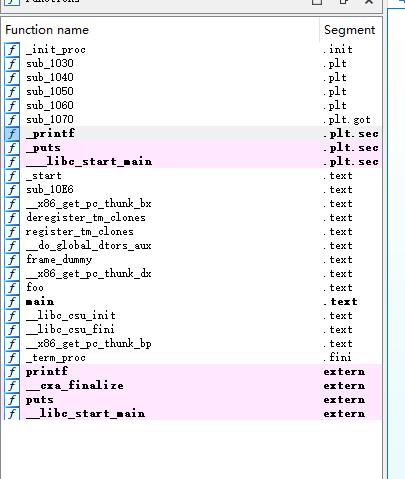 Functions
Function name Segment
f _init_proc .init
f sub_1030 .plt
f sub_1040 .plt
f sub_1050 .plt
f sub_1060 .plt
f sub_1070 .plt.got
f _printf .plt.sec
f _puts .plt.sec
f ___libc_start_main .plt.sec
f _start .text
f sub_10E6 .text
f __x86_get_pc_thunk_bx .text
f deregister_tm_clones .text
f register_tm_clones .text
f __do_global_dtors_aux .text
f frame_dummy .text
f __x86_get_pc_thunk_dx .text
f foo .text
f main .text
f __libc_csu_init .text
f __libc_csu_fini .text
f __x86_get_pc_thunk_bp .text
f _term_proc .fini
f printf extern
f __cxa_finalize extern
f puts extern
f __libc_start_main extern